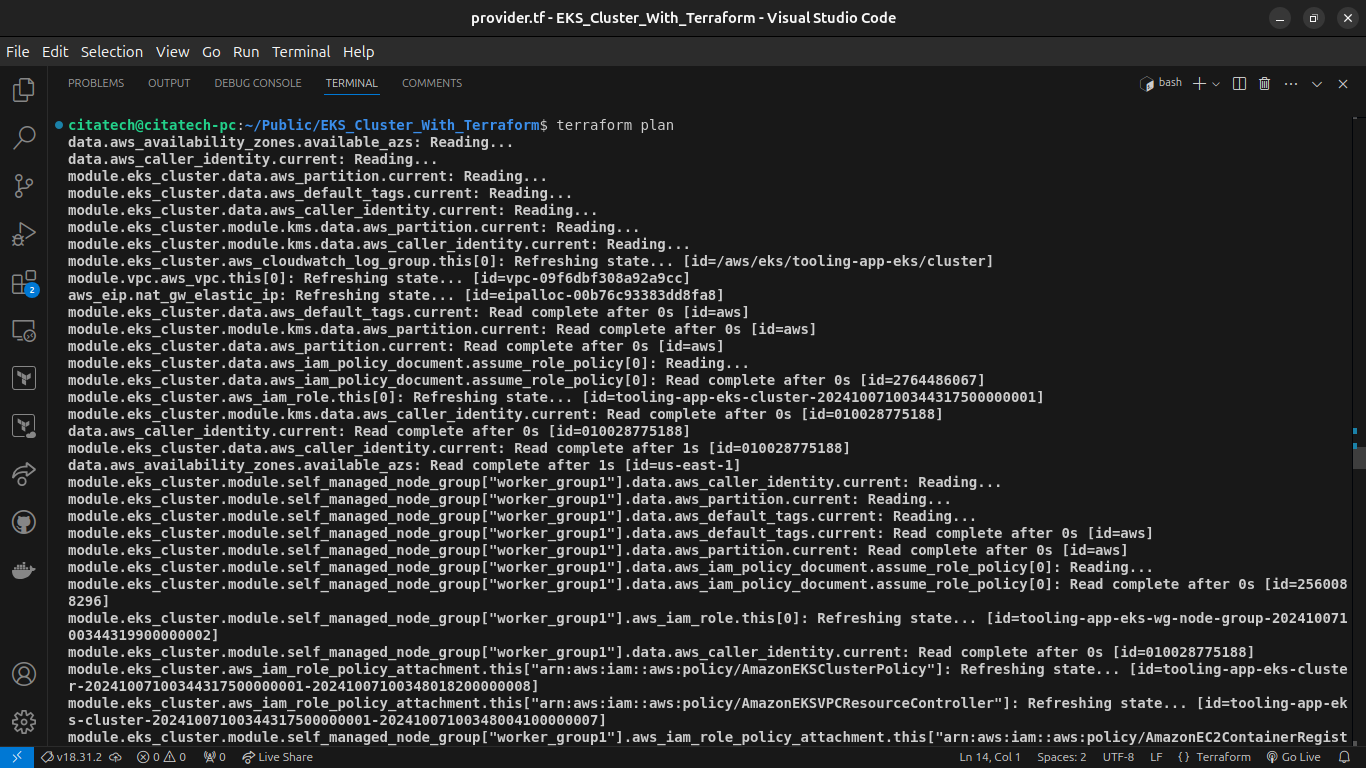 provider.tf - EKS_Cluster_With_Terraform - Visual Studio Code
File Edit Selection View Go Run Terminal Help
PROBLEMS OUTPUT DEBUG CONSOLE TERMINAL COMMENTS bash
citatech@citatech-pc:~/Public/EKS_Cluster_With_Terraform$ terraform plan
data.aws_availability_zones.available_azs: Reading...
data.aws_caller_identity.current: Reading...
module.eks_cluster.data.aws_partition.current: Reading...
module.eks_cluster.data.aws_default_tags.current: Reading...
module.eks_cluster.data.aws_caller_identity.current: Reading...
module.eks_cluster.module.kms.data.aws_partition.current: Reading...
module.eks_cluster.module.kms.data.aws_caller_identity.current: Reading...
module.eks_cluster.aws_cloudwatch_log_group.this[0]: Refreshing state... [id=/aws/eks/tooling-app-eks/cluster]
module.vpc.aws_vpc.this[0]: Refreshing state... [id=vpc-09f6dbf308a92a9cc]
aws_eip.nat_gw_elastic_ip: Refreshing state... [id=eipalloc-00b76c93383dd8fa8]
module.eks_cluster.data.aws_default_tags.current: Read complete after 0s [id=aws]
module.eks_cluster.module.kms.data.aws_partition.current: Read complete after 0s [id=aws]
module.eks_cluster.data.aws_partition.current: Read complete after 0s [id=aws]
module.eks_cluster.data.aws_iam_policy_document.assume_role_policy[0]: Reading...
module.eks_cluster.data.aws_iam_policy_document.assume_role_policy[0]: Read complete after 0s [id=2764486067]
module.eks_cluster.aws_iam_role.this[0]: Refreshing state... [id=tooling-app-eks-cluster-20241007100344317500000001]
module.eks_cluster.module.kms.data.aws_caller_identity.current: Read complete after 0s [id=010028775188]
data.aws_caller_identity.current: Read complete after 0s [id=010028775188]
module.eks_cluster.data.aws_caller_identity.current: Read complete after 1s [id=010028775188]
data.aws_availability_zones.available_azs: Read complete after 1s [id=us-east-1]
module.eks_cluster.module.self_managed_node_group["worker_group1"].data.aws_caller_identity.current: Reading...
module.eks_cluster.module.self_managed_node_group["worker_group1"].data.aws_partition.current: Reading...
module.eks_cluster.module.self_managed_node_group["worker_group1"].data.aws_default_tags.current: Reading...
module.eks_cluster.module.self_managed_node_group["worker_group1"].data.aws_default_tags.current: Read complete after 0s [id=aws]
module.eks_cluster.module.self_managed_node_group["worker_group1"].data.aws_partition.current: Read complete after 0s [id=aws]
module.eks_cluster.module.self_managed_node_group["worker_group1"].data.aws_iam_policy_document.assume_role_policy[0]: Reading...
module.eks_cluster.module.self_managed_node_group["worker_group1"].data.aws_iam_policy_document.assume_role_policy[0]: Read complete after 0s [id=256008
8296]
module.eks_cluster.module.self_managed_node_group["worker_group1"].aws_iam_role.this[0]: Refreshing state... [id=tooling-app-eks-wg-node-group-202410071
00344319900000002]
module.eks_cluster.module.self_managed_node_group["worker_group1"].data.aws_caller_identity.current: Read complete after 0s [id=010028775188]
module.eks_cluster.aws_iam_role_policy_attachment.this["arn:aws:iam::aws:policy/AmazonEKSClusterPolicy"]: Refreshing state... [id=tooling-app-eks-cluste
r-20241007100344317500000001-20241007100348018200000008]
module.eks_cluster.aws_iam_role_policy_attachment.this["arn:aws:iam::aws:policy/AmazonEKSVPCResourceController"]: Refreshing state... [id=tooling-app-ek
s-cluster-20241007100344317500000001-20241007100348004100000007]
module.eks_cluster.module.self_managed_node_group["worker_group1"].aws_iam_role_policy_attachment.this["arn:aws:iam::aws:policy/AmazonEC2ContainerRegist
2
v18.31.2 0 0 0 Live Share Ln 14, Col 1 Spaces: 2 UTF-8 LF {} Terraform Go Live